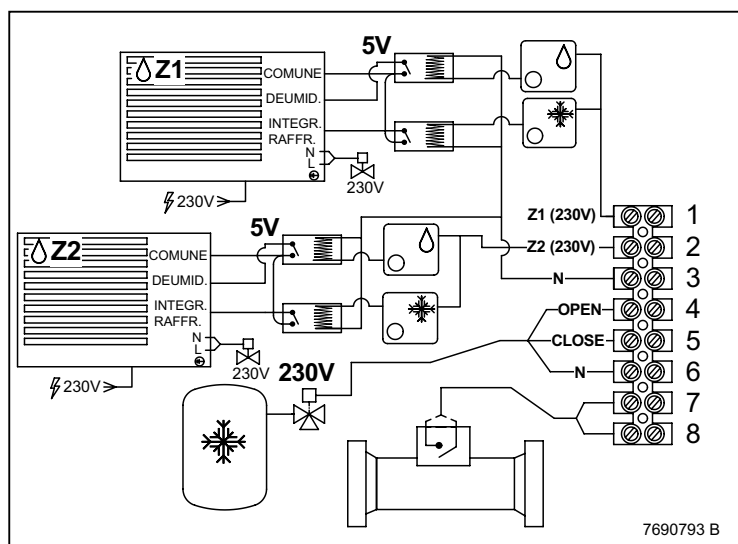 Z1
COMUNE
DEUMID.
INTEGR.
RAFFR.
N
L
230V
230V
5V
Z2
COMUNE
DEUMID.
INTEGR.
RAFFR.
N
L
230V
230V
5V
230V
Z1 (230V) 1
Z2 (230V) 2
N 3
OPEN 4
CLOSE 5
N 6
7
8
7690793 B